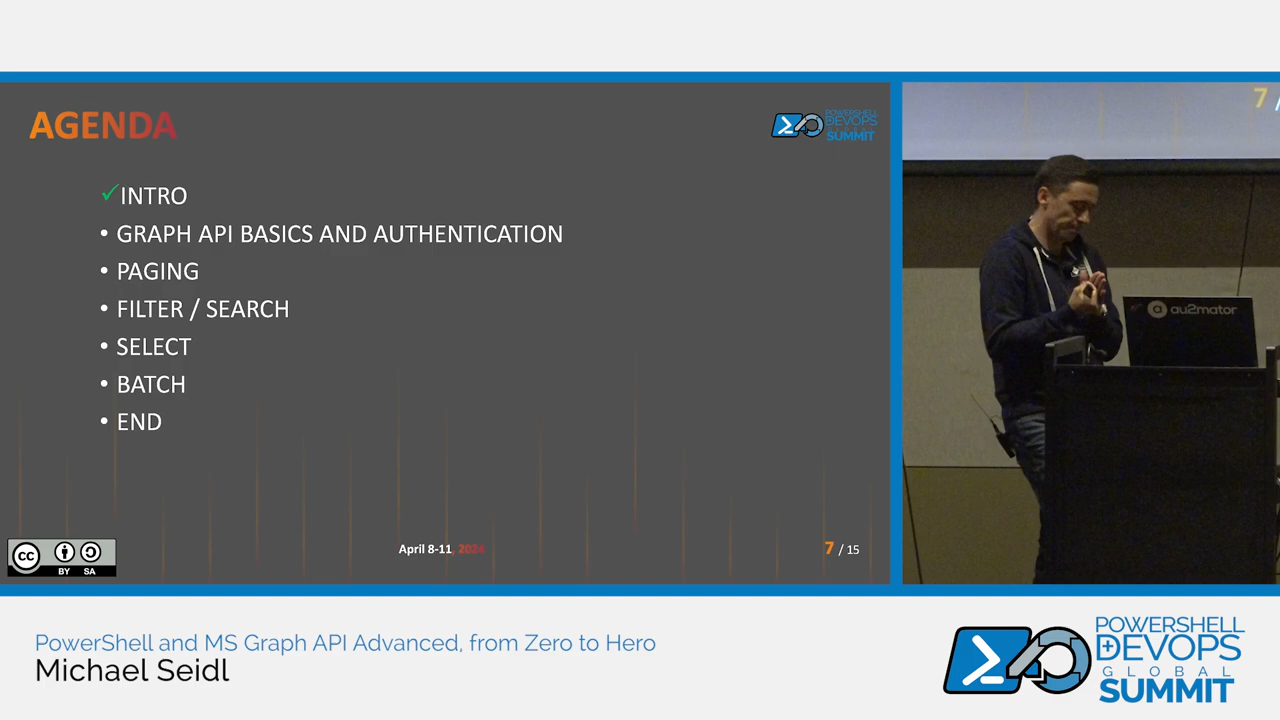 AGENDA
POWERSHELL
DEVOPS
GLOBAL
SUMMIT
7 /
✓INTRO
• GRAPH API BASICS AND AUTHENTICATION
• PAGING
• FILTER / SEARCH
• SELECT
• BATCH
• END
au2mator
April 8-11, 2024
7 / 15
CC
BY SA
PowerShell and MS Graph API Advanced, from Zero to Hero
Michael Seidl
POWERSHELL
DEVOPS
GLOBAL
SUMMIT